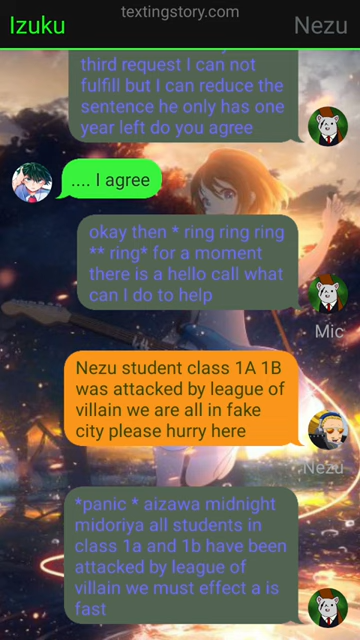 textingstory.com
Izuku
Nezu
third request I can not
fulfill but I can reduce the
sentence he only has one
year left do you agree
.... I agree
okay then * ring ring ring
** ring* for a moment
there is a hello call what
can I do to help
Mic
Nezu student class 1A 1B
was attacked by league of
villain we are all in fake
city please hurry here
Nezu
*panic * aizawa midnight
midoriya all students in
class 1a and 1b have been
attacked by league of
villain we must effect a is
fast